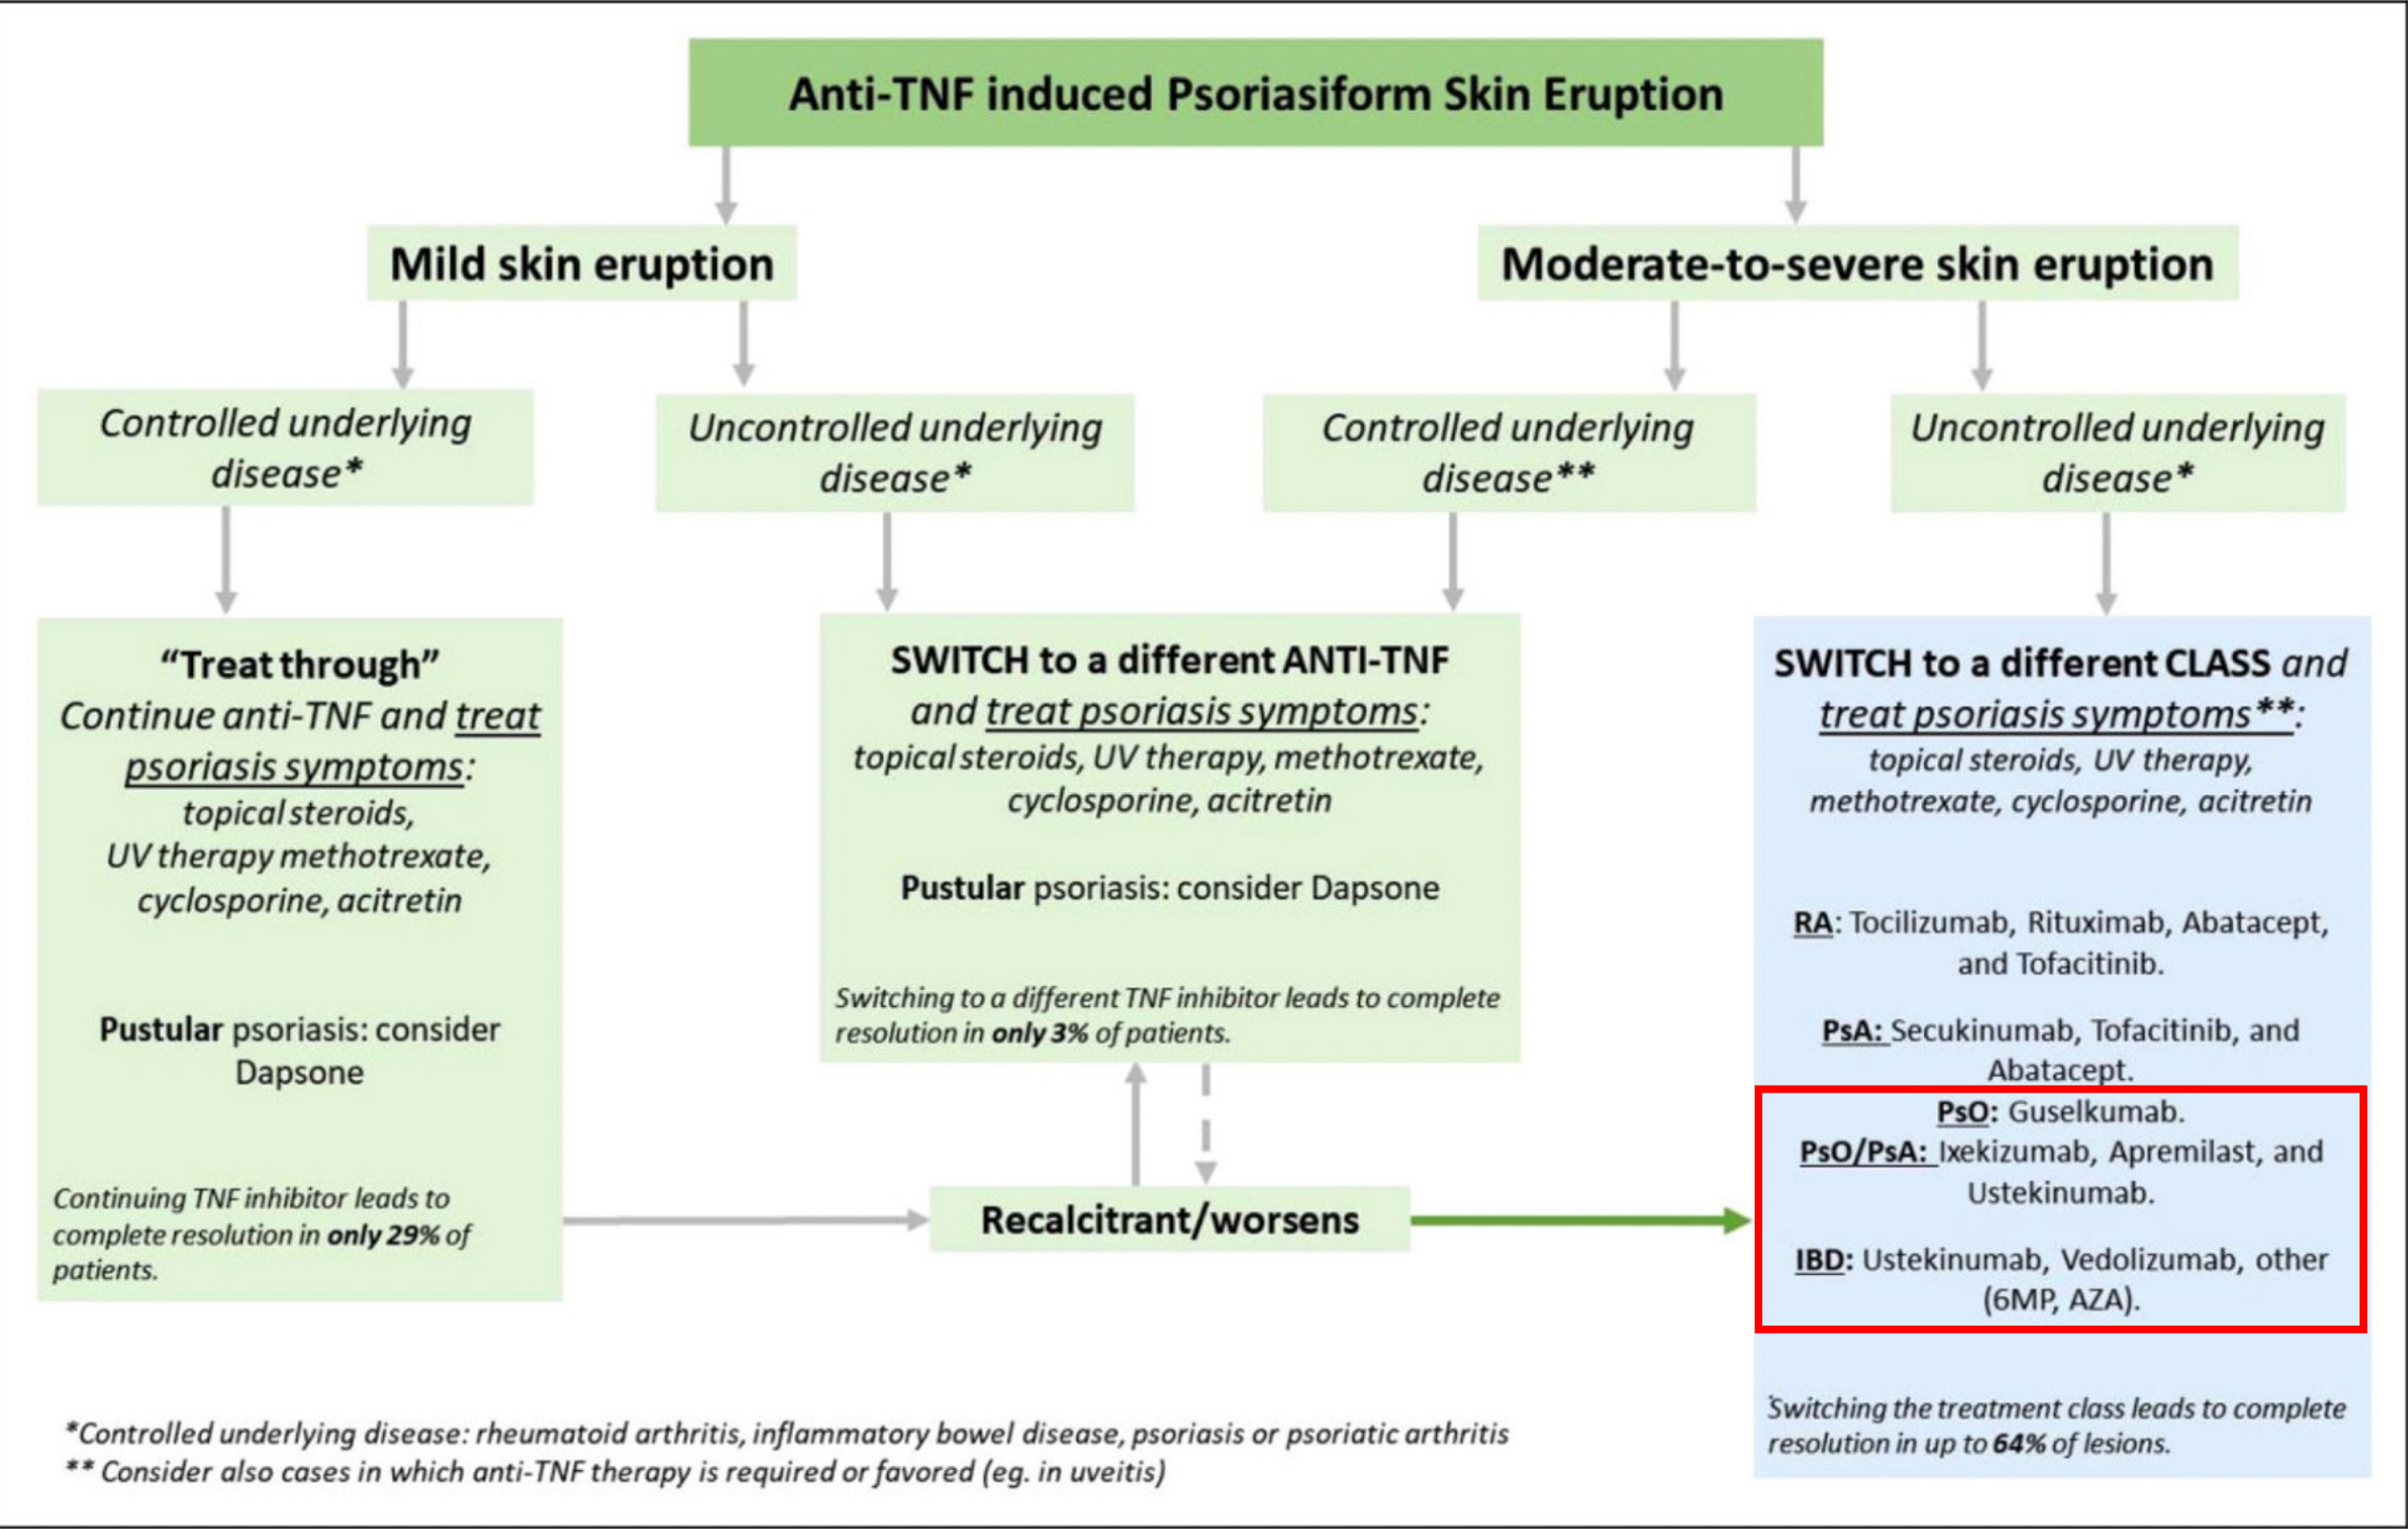 Anti-TNF induced Psoriasiform Skin Eruption
Mild skin eruption
Moderate-to-severe skin eruption
Controlled underlying
disease*
Uncontrolled underlying
disease*
Controlled underlying
disease**
Uncontrolled underlying
disease*
“Treat through”
Continue anti-TNF and treat
psoriasis symptoms:
topical steroids,
UV therapy methotrexate,
cyclosporine, acitretin
Pustular psoriasis: consider
Dapsone
Continuing TNF inhibitor leads to
complete resolution in only 29% of
patients.
SWITCH to a different ANTI-TNF
and treat psoriasis symptoms:
topical steroids, UV therapy, methotrexate,
cyclosporine, acitretin
Pustular psoriasis: consider Dapsone
Switching to a different TNF inhibitor leads to complete
resolution in only 3% of patients.
Recalcitrant/worsens
SWITCH to a different CLASS and
treat psoriasis symptoms**:
topical steroids, UV therapy,
methotrexate, cyclosporine, acitretin
RA: Tocilizumab, Rituximab, Abatacept,
and Tofacitinib.
PsA: Secukinumab, Tofacitinib, and
Abatacept.
PsO: Guselkumab.
PsO/PsA: Ixekizumab, Apremilast, and
Ustekinumab.
IBD: Ustekinumab, Vedolizumab, other
(6MP, AZA).
Switching the treatment class leads to complete
resolution in up to 64% of lesions.
*Controlled underlying disease: rheumatoid arthritis, inflammatory bowel disease, psoriasis or psoriatic arthritis
** Consider also cases in which anti-TNF therapy is required or favored (eg. in uveitis)